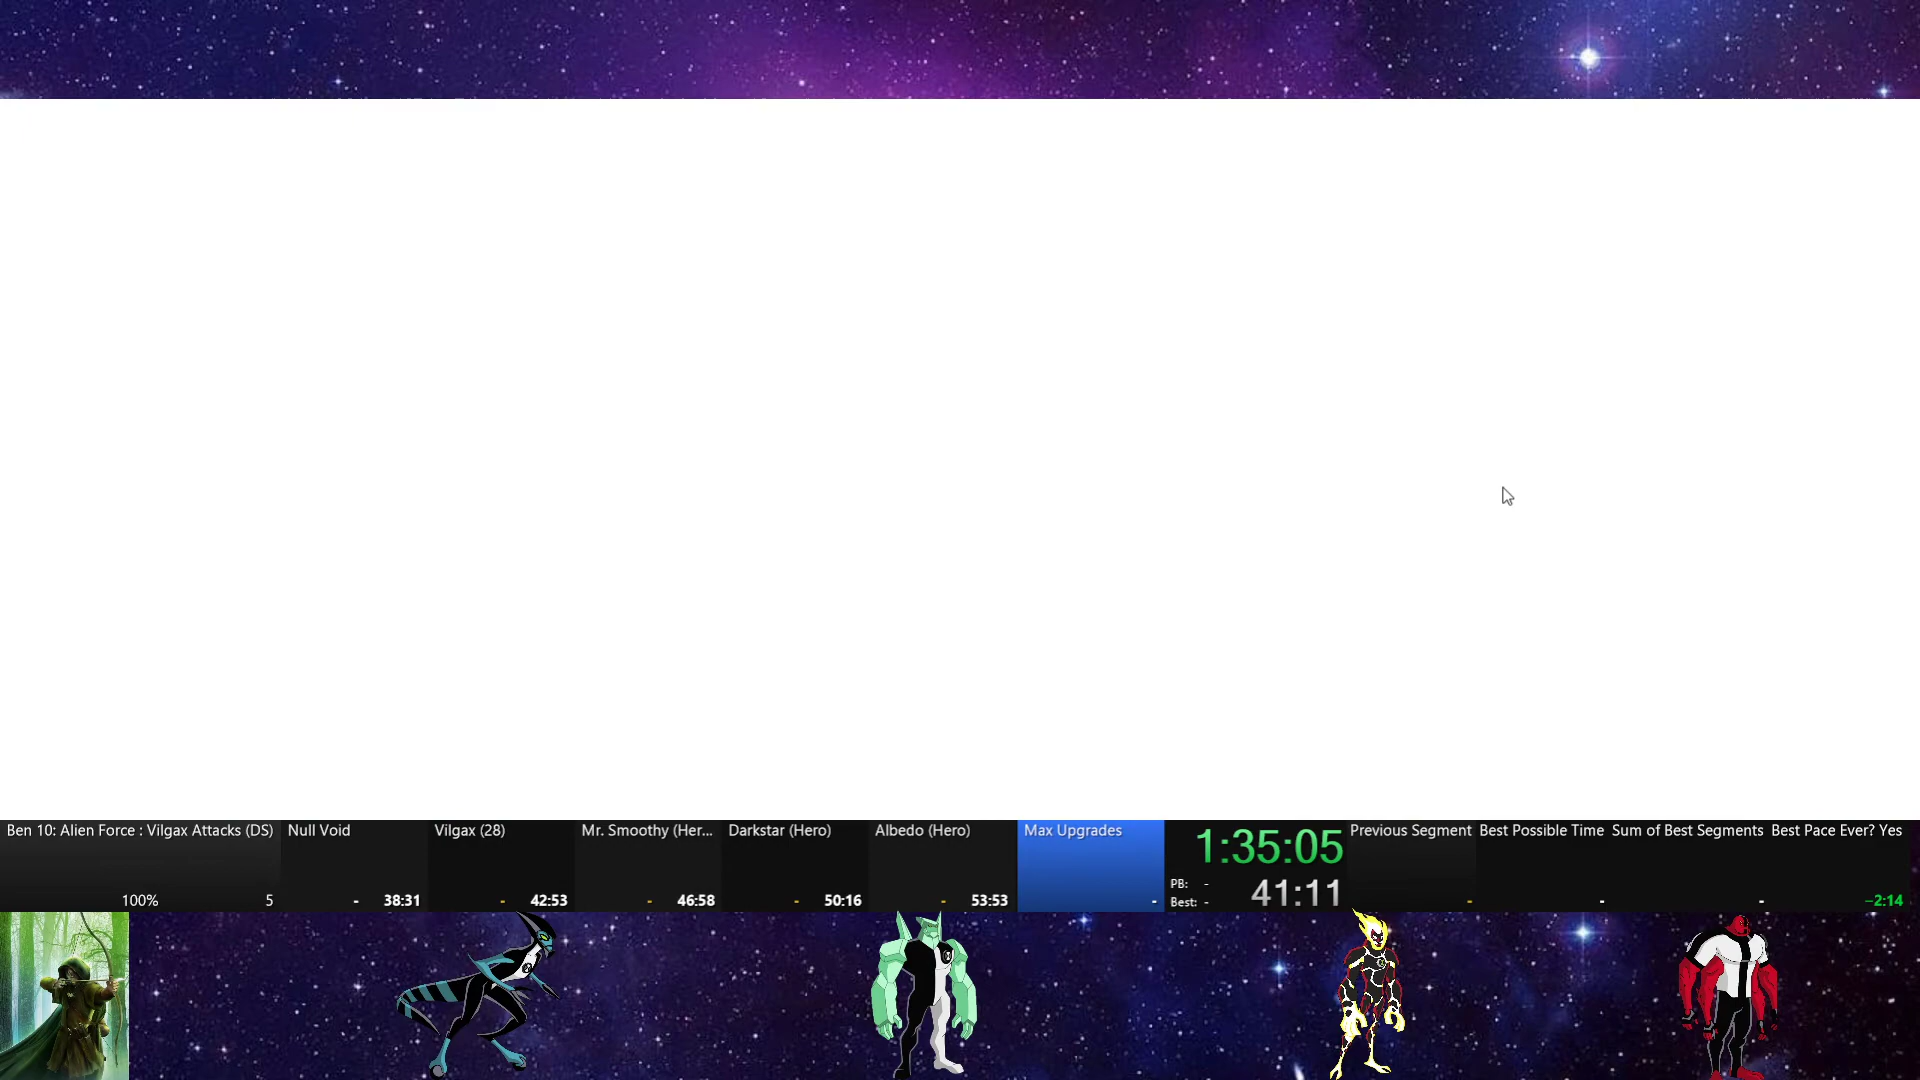 Ben 10: Alien Force : Vilgax Attacks (DS)
100%
5
Null Void
-
38:31
Vilgax (28)
-
42:53
Mr. Smoothy (Her...
-
46:58
Darkstar (Hero)
-
50:16
Albedo (Hero)
-
53:53
Max Upgrades
-
1:35:05
PB: -
Best: -
41:11
Previous Segment
-
Best Possible Time
-
Sum of Best Segments
-
Best Pace Ever? Yes
−2:14